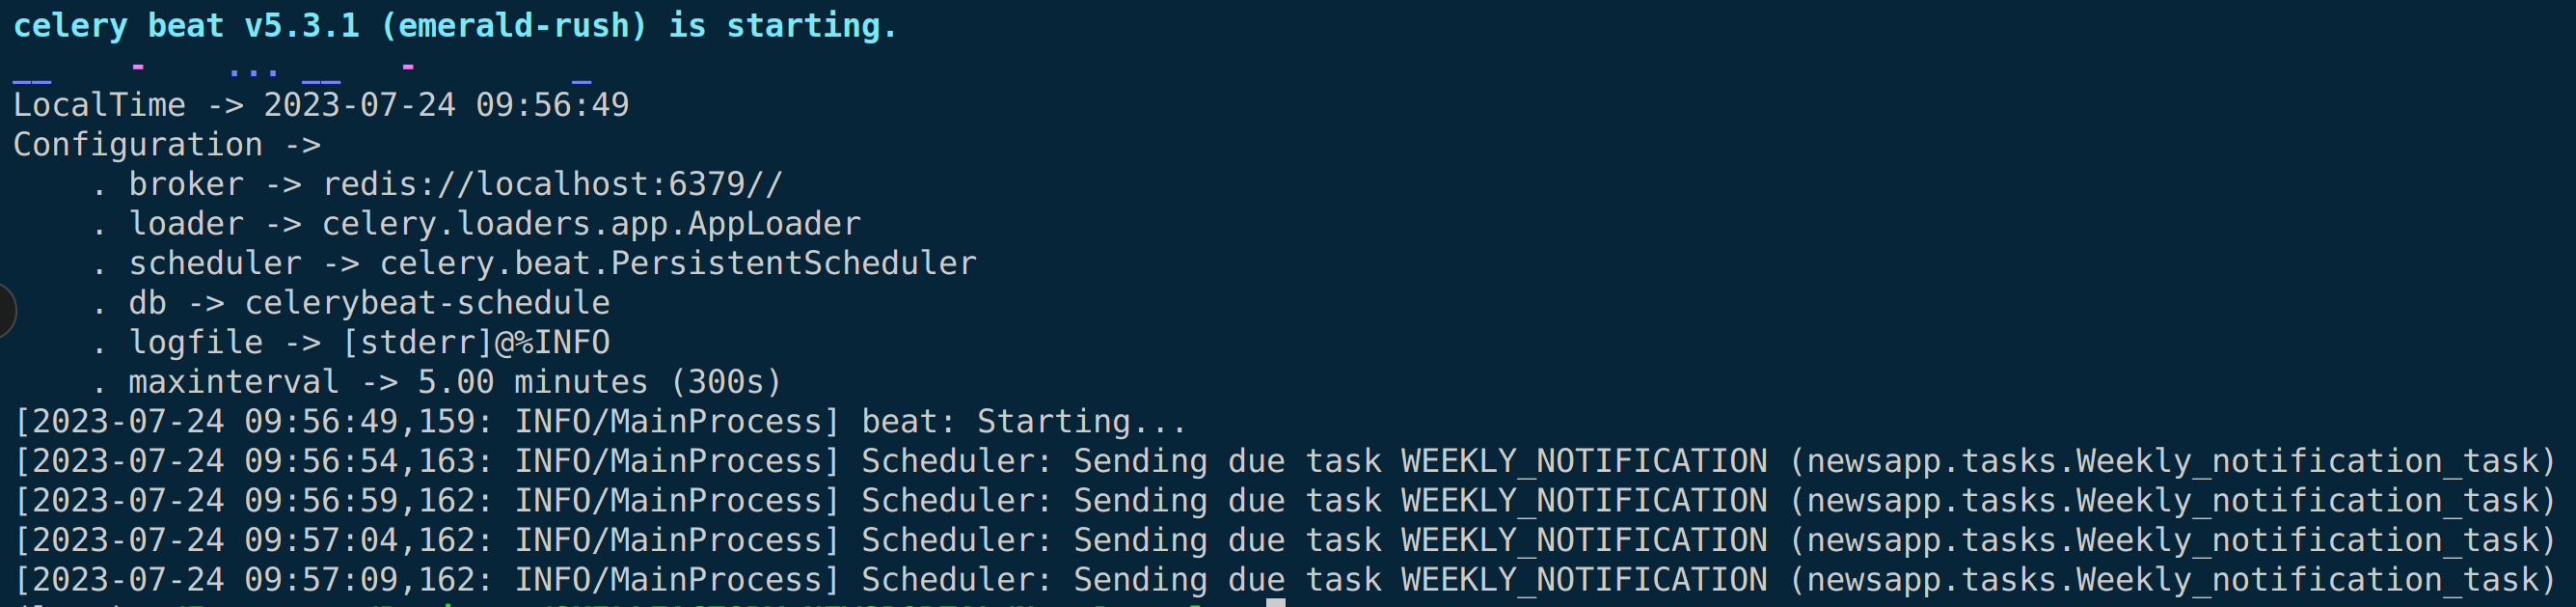 celery beat v5.3.1 (emerald-rush) is starting.
__    -    ... __   -        _
LocalTime -> 2023-07-24 09:56:49
Configuration ->
    . broker -> redis://localhost:6379//
    . loader -> celery.loaders.app.AppLoader
    . scheduler -> celery.beat.PersistentScheduler
    . db -> celerybeat-schedule
    . logfile -> [stderr]@%INFO
    . maxinterval -> 5.00 minutes (300s)
[2023-07-24 09:56:49,159: INFO/MainProcess] beat: Starting...
[2023-07-24 09:56:54,163: INFO/MainProcess] Scheduler: Sending due task WEEKLY_NOTIFICATION (newsapp.tasks.Weekly_notification_task)
[2023-07-24 09:56:59,162: INFO/MainProcess] Scheduler: Sending due task WEEKLY_NOTIFICATION (newsapp.tasks.Weekly_notification_task)
[2023-07-24 09:57:04,162: INFO/MainProcess] Scheduler: Sending due task WEEKLY_NOTIFICATION (newsapp.tasks.Weekly_notification_task)
[2023-07-24 09:57:09,162: INFO/MainProcess] Scheduler: Sending due task WEEKLY_NOTIFICATION (newsapp.tasks.Weekly_notification_task)